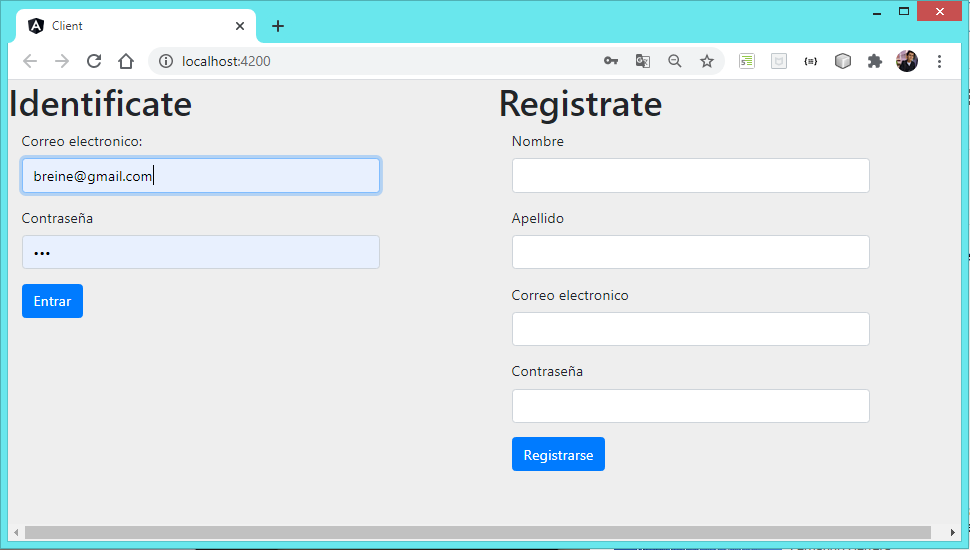 Client
localhost:4200
Identificate
Correo electronico:
breine@gmail.com
Contraseña
•••
Entrar
Registrate
Nombre
Apellido
Correo electronico
Contraseña
Registrarse